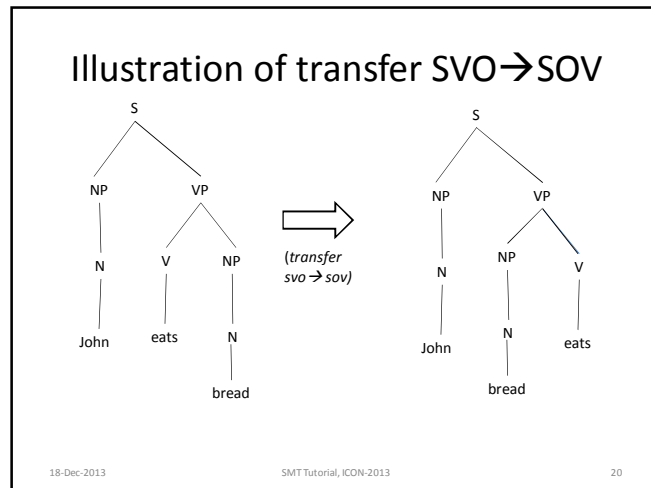 Illustration of transfer SVO→SOV
S
NP VP
N V NP
John eats N
bread
(transfer
svo→sov)
S
NP VP
N NP V
John N eats
bread
18-Dec-2013 SMT Tutorial, ICON-2013 20